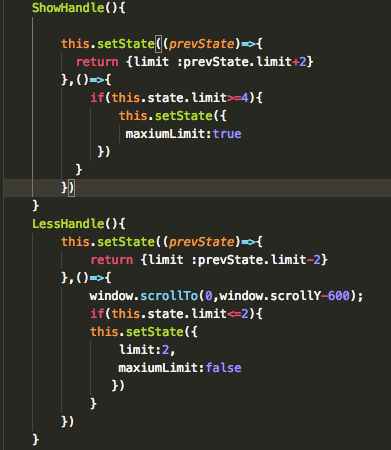 ShowHandle(){
this.setState((prevState)=>{
return {limit :prevState.limit+2}
},()=>{
if(this.state.limit>=4){
this.setState({
maxiumLimit:true
})
}
})
}
LessHandle(){
this.setState((prevState)=>{
return {limit :prevState.limit-2}
},()=>{
window.scrollTo(0,window.scrollY-600);
if(this.state.limit<=2){
this.setState({
limit:2,
maxiumLimit:false
})
}
})
}